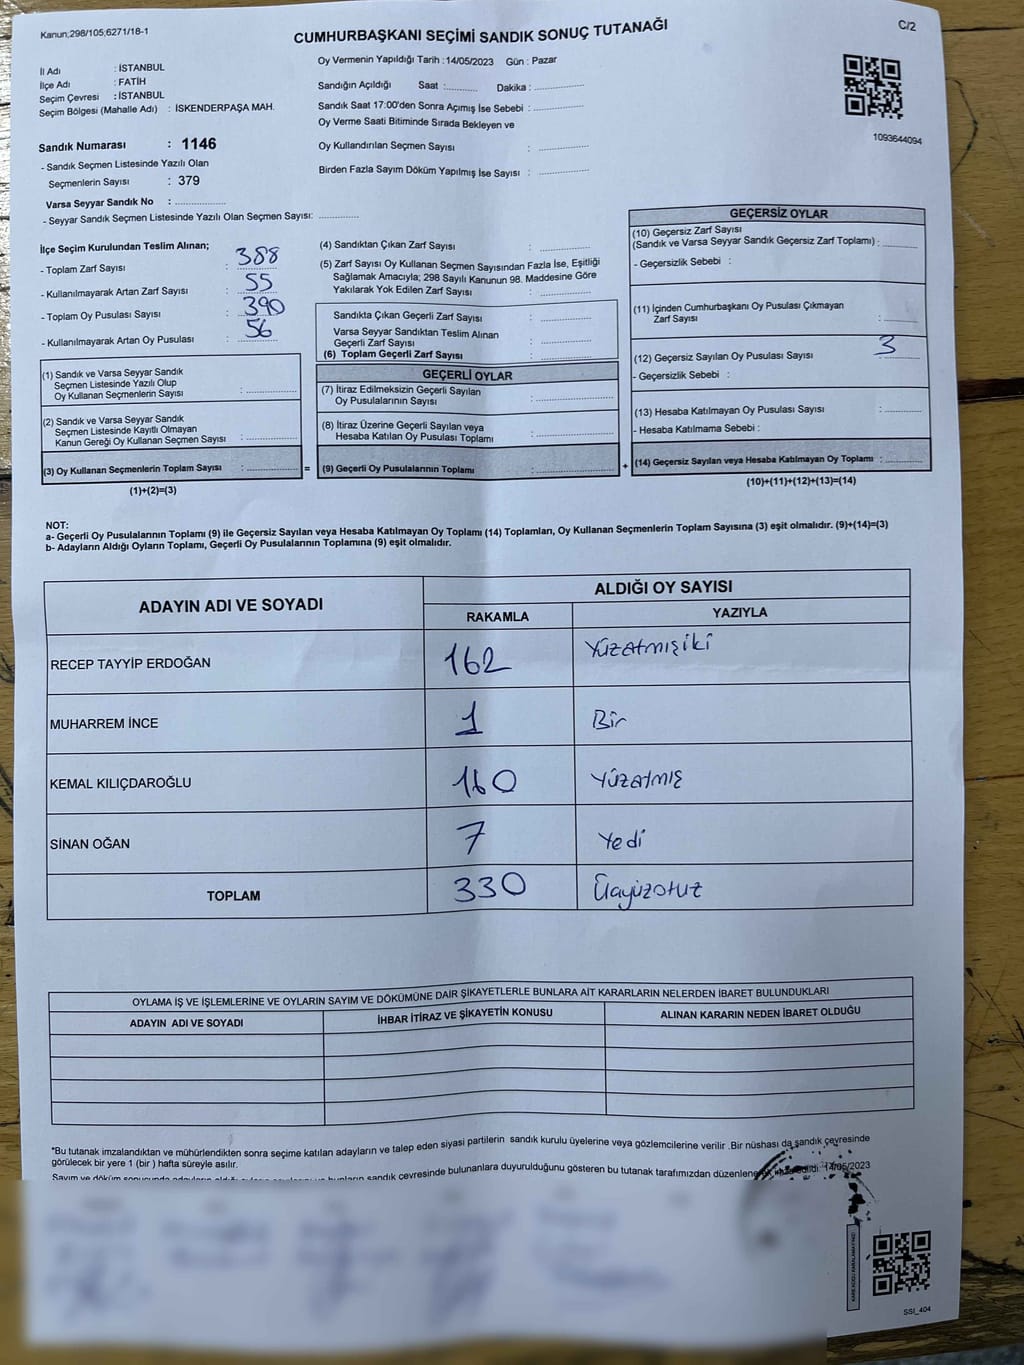 Kanun;298/105;6271/18-1
CUMHURBAŞKANI SEÇİMİ SANDIK SONUÇ TUTANAĞI
C/2
İl Adı : İSTANBUL
İlçe Adı : FATİH
Seçim Çevresi : İSTANBUL
Seçim Bölgesi (Mahalle Adı) : İSKENDERPAŞA MAH.
Sandık Numarası : 1146
- Sandık Seçmen Listesinde Yazılı Olan
Seçmenlerin Sayısı : 379
Varsa Seyyar Sandık No : ................
- Seyyar Sandık Seçmen Listesinde Yazılı Olan Seçmen Sayısı: .............
Oy Vermenin Yapıldığı Tarih : 14/05/2023 Gün : Pazar
Sandığın Açıldığı Saat :........... Dakika : ................
Sandık Saat 17:00'den Sonra Açımış İse Sebebi : ................
Oy Verme Saati Bitiminde Sırada Bekleyen ve
Oy Kullandırılan Seçmen Sayısı : ................
Birden Fazla Sayım Döküm Yapılmış İse Sayısı : ................
1093644094
İlçe Seçim Kurulundan Teslim Alınan;
- Toplam Zarf Sayısı : 388
- Kullanılmayarak Artan Zarf Sayısı : 55
- Toplam Oy Pusulası Sayısı : 390
- Kullanılmayarak Artan Oy Pusulası : 56
(1) Sandık ve Varsa Seyyar Sandık
Seçmen Listesinde Yazılı Olup
Oy Kullanan Seçmenlerin Sayısı : ................
(2) Sandık ve Varsa Seyyar Sandık
Seçmen Listesinde Kayıtlı Olmayan
Kanun Gereği Oy Kullanan Seçmen Sayısı : ................
(3) Oy Kullanan Seçmenlerin Toplam Sayısı : ................ =
(1)+(2)=(3)
(4) Sandıktan Çıkan Zarf Sayısı : ................
(5) Zarf Sayısı Oy Kullanan Seçmen Sayısından Fazla İse, Eşitliği
Sağlamak Amacıyla; 298 Sayılı Kanunun 98. Maddesine Göre
Yakılarak Yok Edilen Zarf Sayısı : ................
Sandıkta Çıkan Geçerli Zarf Sayısı : ................
Varsa Seyyar Sandıktan Teslim Alınan
Geçerli Zarf Sayısı : ................
(6) Toplam Geçerli Zarf Sayısı : ................
GEÇERLİ OYLAR
(7) İtiraz Edilmeksizin Geçerli Sayılan
Oy Pusulalarının Sayısı : ................
(8) İtiraz Üzerine Geçerli Sayılan veya
Hesaba Katılan Oy Pusulası Toplamı : ................
(9) Geçerli Oy Pusulalarının Toplamı : ................ +
GEÇERSİZ OYLAR
(10) Geçersiz Zarf Sayısı
(Sandık ve Varsa Seyyar Sandık Geçersiz Zarf Toplamı) : ..........
- Geçersizlik Sebebi :
(11) İçinden Cumhurbaşkanı Oy Pusulası Çıkmayan
Zarf Sayısı : ..........
(12) Geçersiz Sayılan Oy Pusulası Sayısı : 3
- Geçersizlik Sebebi :
(13) Hesaba Katılmayan Oy Pusulası Sayısı : ..........
- Hesaba Katılmama Sebebi :
(14) Geçersiz Sayılan veya Hesaba Katılmayan Oy Toplamı : ..........
(10)+(11)+(12)+(13)=(14)
NOT:
a- Geçerli Oy Pusulalarının Toplamı (9) ile Geçersiz Sayılan veya Hesaba Katılmayan Oy Toplamı (14) Toplamları, Oy Kullanan Seçmenlerin Toplam Sayısına (3) eşit olmalıdır. (9)+(14)=(3)
b- Adayların Aldığı Oyların Toplamı, Geçerli Oy Pusulalarının Toplamına (9) eşit olmalıdır.
ADAYIN ADI VE SOYADI
ALDIĞI OY SAYISI
RAKAMLA YAZIYLA
RECEP TAYYİP ERDOĞAN 162 Yüzatmışiki
MUHARREM İNCE 1 Bir
KEMAL KILIÇDAROĞLU 160 Yüzatmış
SİNAN OĞAN 7 Yedi
TOPLAM 330 Üçyüzotuz
OYLAMA İŞ VE İŞLEMLERİNE VE OYLARIN SAYIM VE DÖKÜMÜNE DAİR ŞİKAYETLERLE BUNLARA AİT KARARLARIN NELERDEN İBARET BULUNDUKLARI
ADAYIN ADI VE SOYADI İHBAR İTİRAZ VE ŞİKAYETİN KONUSU ALINAN KARARIN NEDEN İBARET OLDUĞU
*Bu tutanak imzalandıktan ve mühürlendikten sonra seçime katılan adayların ve talep eden siyasi partilerin sandık kurulu üyelerine veya gözlemcilerine verilir .Bir nüshası da sandık çevresinde
görülecek bir yere 1 (bir ) hafta süreyle asılır.
sandık çevresinde bulunanlara duyurulduğunu gösteren bu tutanak tarafımızdan 14/05/2023
SSI_404